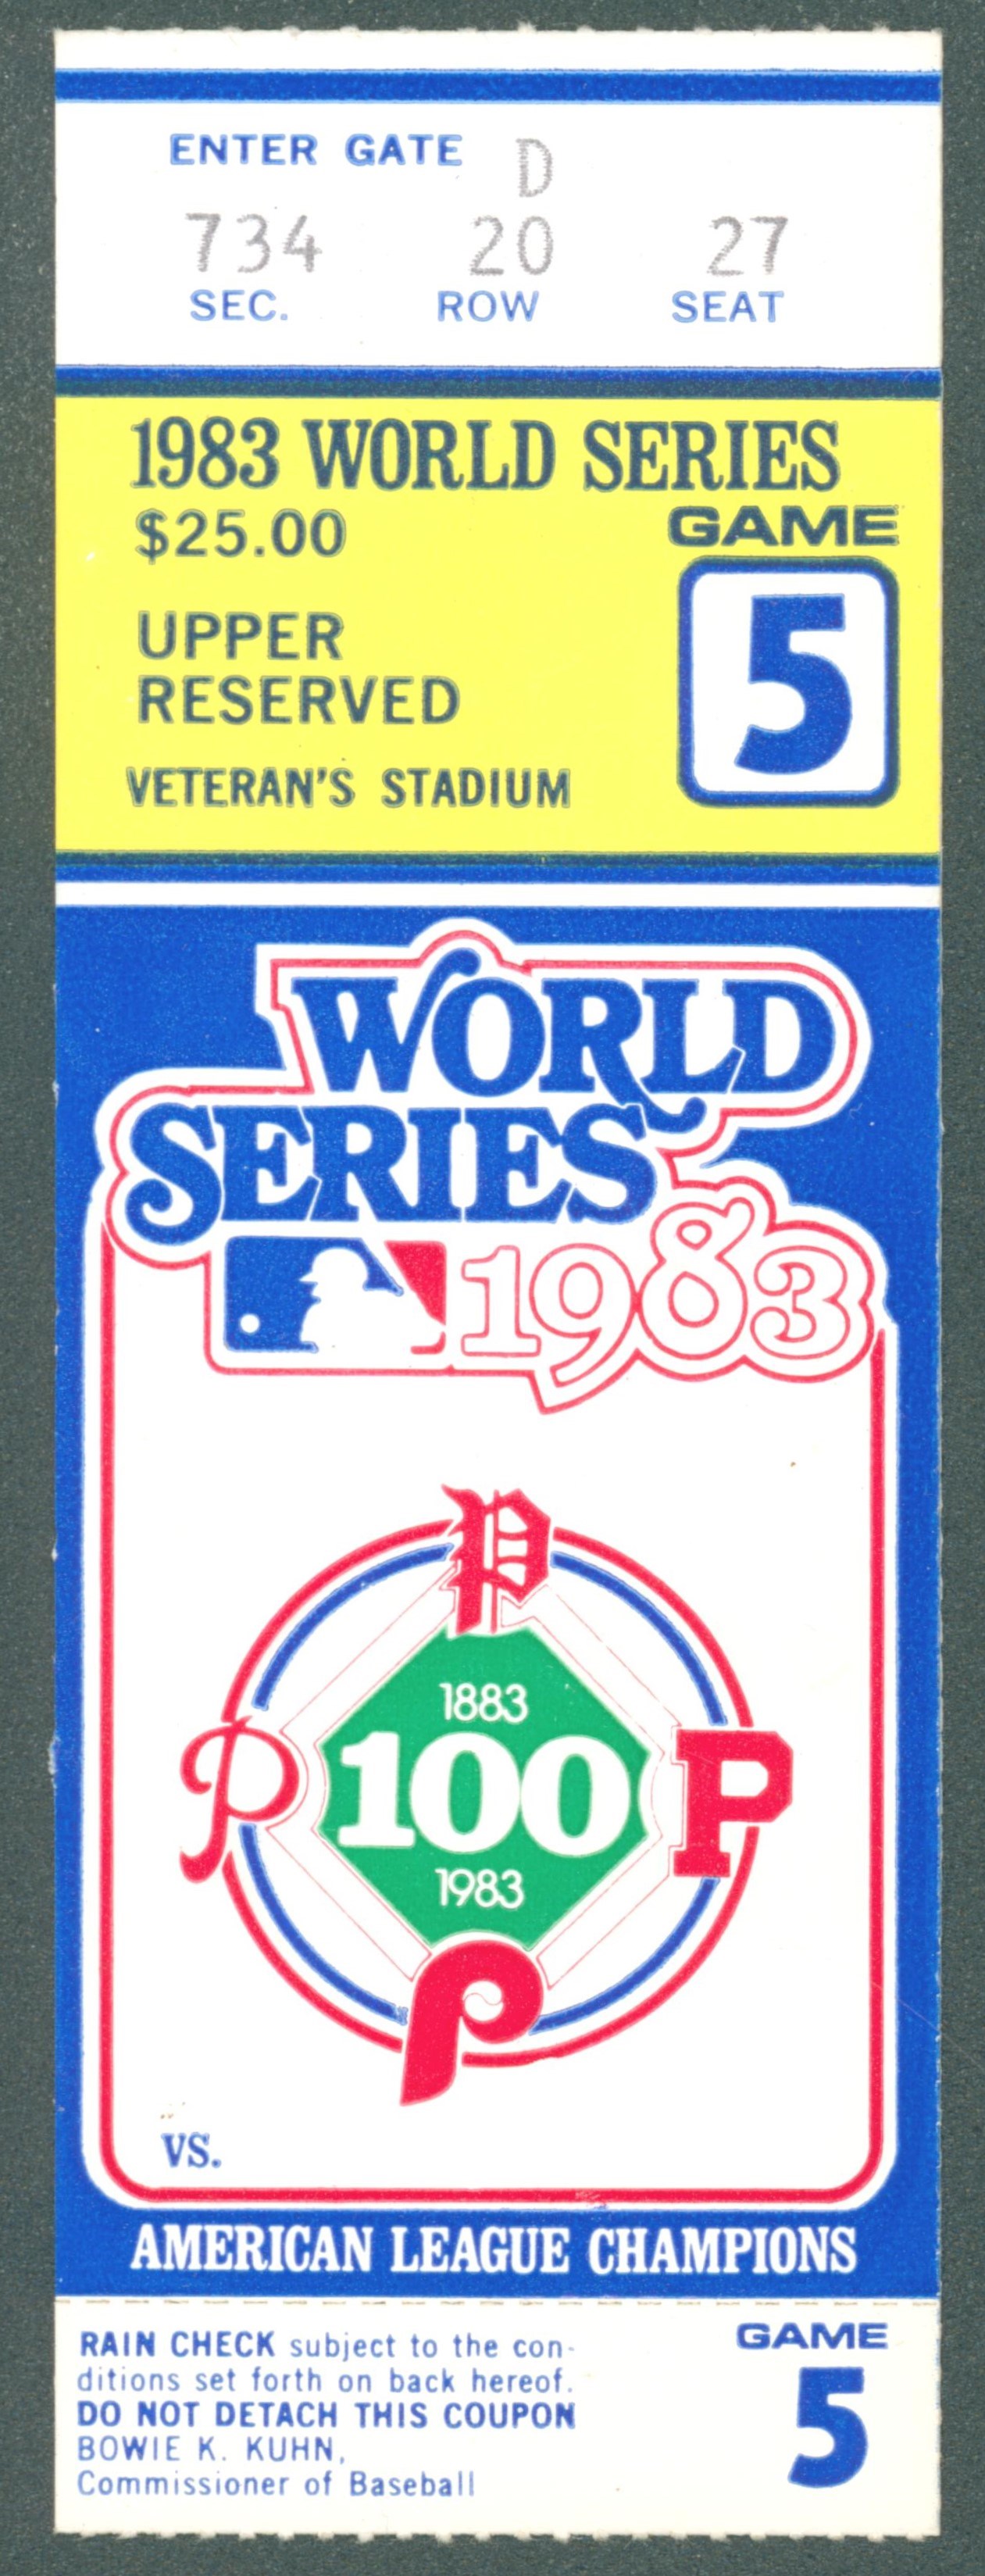 ENTER GATE D
734 20 27
SEC. ROW SEAT
1983 WORLD SERIES
$25.00 GAME
5
UPPER
RESERVED
VETERAN'S STADIUM
WORLD
SERIES
1983
P
1883
P 100 P
1983
P
VS.
AMERICAN LEAGUE CHAMPIONS
RAIN CHECK subject to the con-
ditions set forth on back hereof.
DO NOT DETACH THIS COUPON
BOWIE K. KUHN,
Commissioner of Baseball
GAME
5